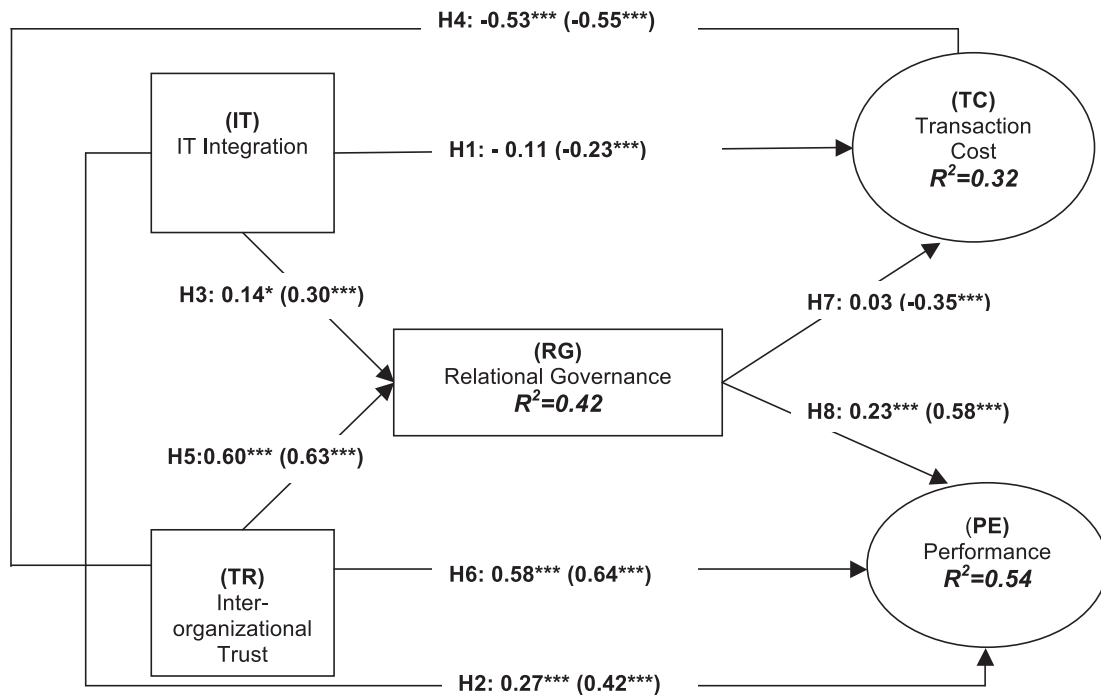 H4: -0.53*** (-0.55***)
(IT)
IT Integration
H1: - 0.11 (-0.23***)
(TC)
Transaction
Cost
R²=0.32
H3: 0.14* (0.30***)
H7: 0.03 (-0.35***)
(RG)
Relational Governance
R²=0.42
H8: 0.23*** (0.58***)
H5:0.60*** (0.63***)
(TR)
Inter-
organizational
Trust
H6: 0.58*** (0.64***)
(PE)
Performance
R²=0.54
H2: 0.27*** (0.42***)